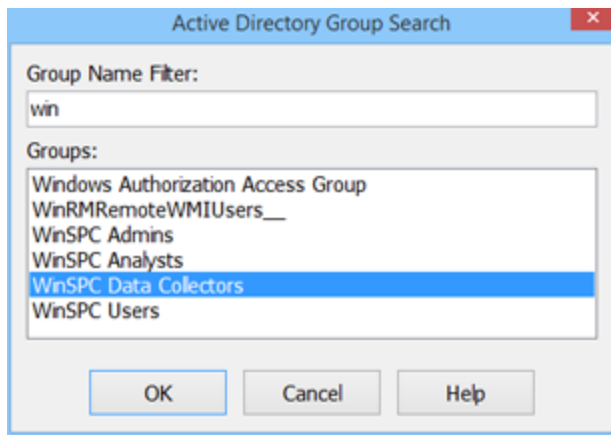 Active Directory Group Search
Group Name Filter:
win
Groups:
Windows Authorization Access Group
WinRMRemoteWMIUsers__
WinSPC Admins
WinSPC Analysts
WinSPC Data Collectors
WinSPC Users
OK Cancel Help